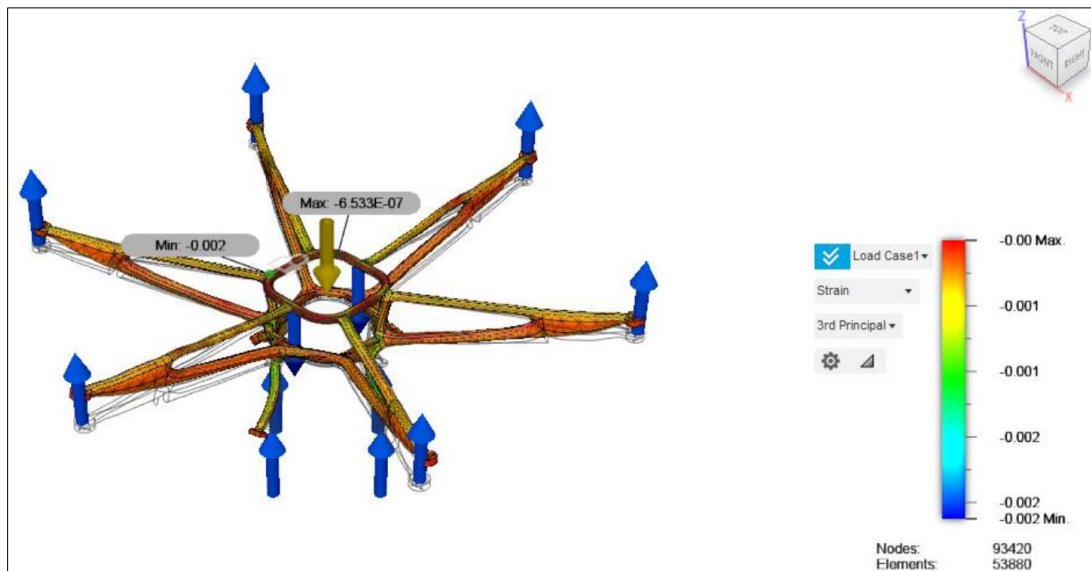 Z
TOP
FRONT
RIGHT
X
Max: -6.533E-07
Min: -0.002
Load Case1
Strain
3rd Principal
-0.00 Max.
-0.001
-0.001
-0.002
-0.002
-0.002 Min.
Nodes: 93420
Elements: 53880